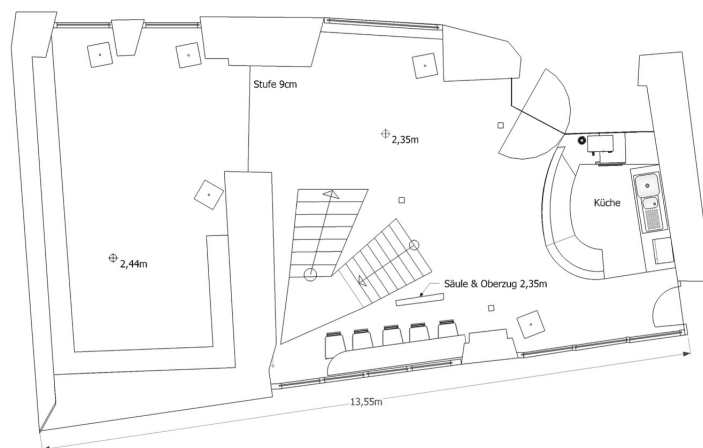 Stufe 9cm
2,35m
Küche
2,44m
Säule & Oberzug 2,35m
13,55m